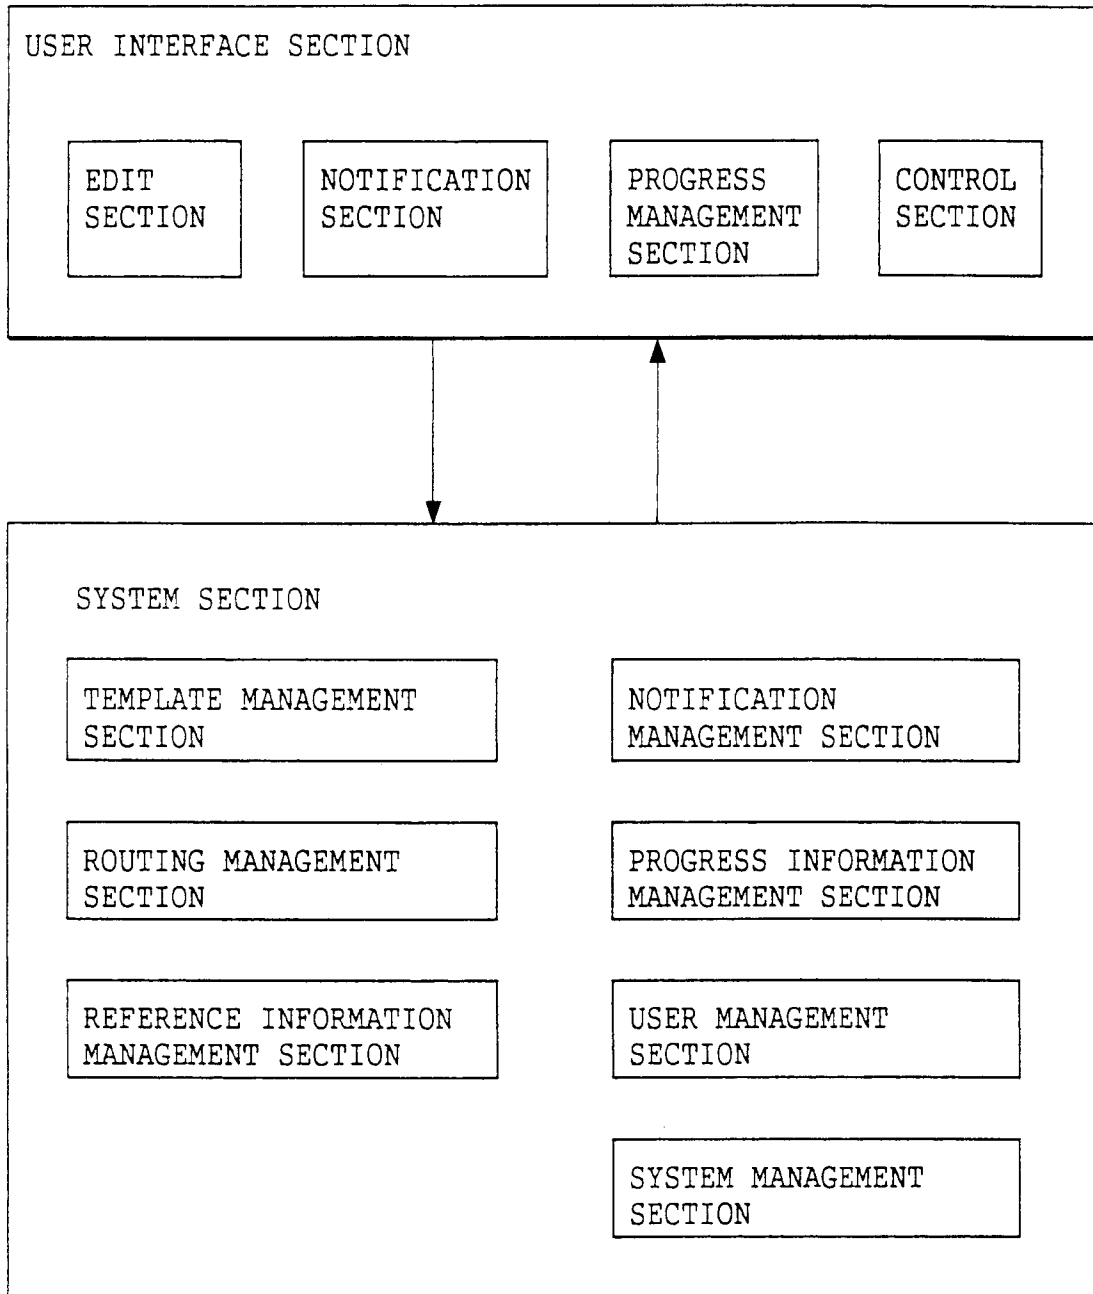 USER INTERFACE SECTION
EDIT
SECTION
NOTIFICATION
SECTION
PROGRESS
MANAGEMENT
SECTION
CONTROL
SECTION
SYSTEM SECTION
TEMPLATE MANAGEMENT
SECTION
NOTIFICATION
MANAGEMENT SECTION
ROUTING MANAGEMENT
SECTION
PROGRESS INFORMATION
MANAGEMENT SECTION
REFERENCE INFORMATION
MANAGEMENT SECTION
USER MANAGEMENT
SECTION
SYSTEM MANAGEMENT
SECTION